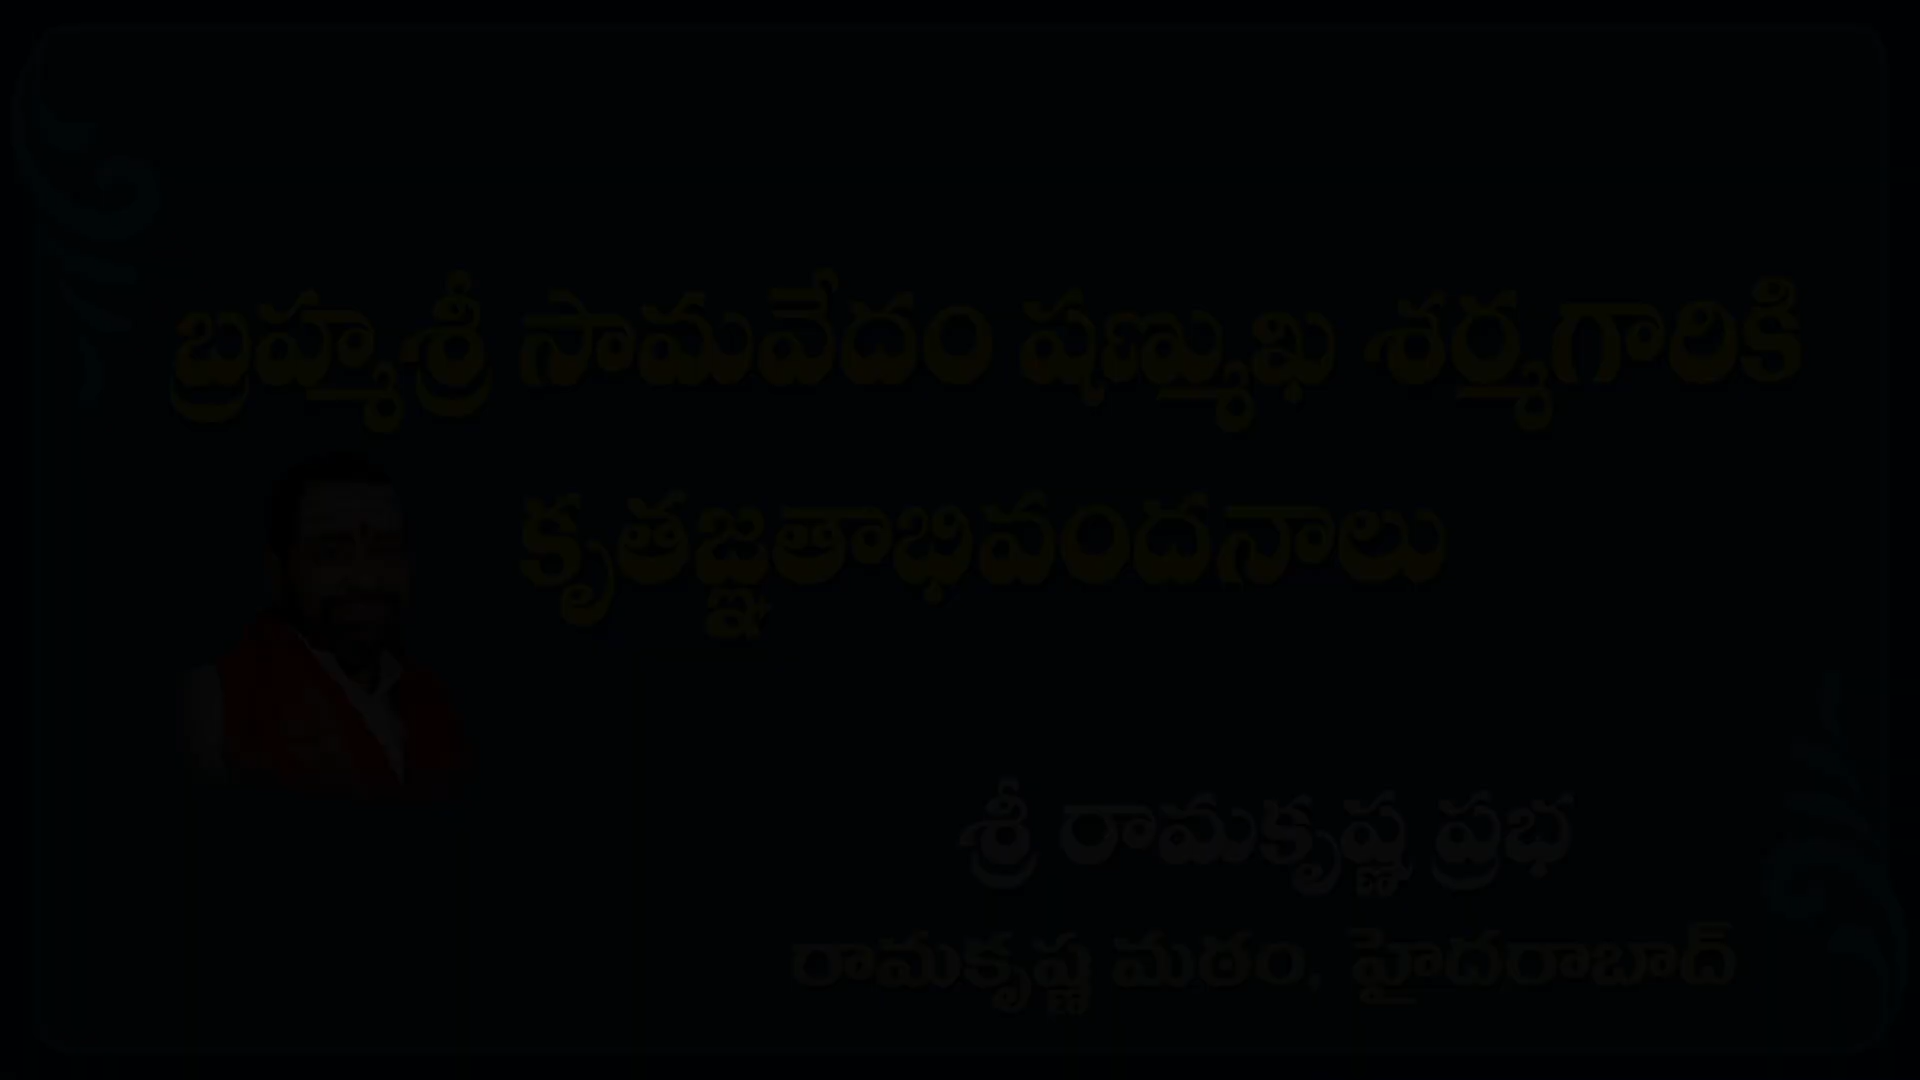 బ్రహ్మశ్రీ సామవేదం షణ్ముఖ శర్మగారికి
కృతజ్ఞతాభివందనాలు
శ్రీ రామకృష్ణ ప్రభ
రామకృష్ణ మఠం, హైదరాబాద్